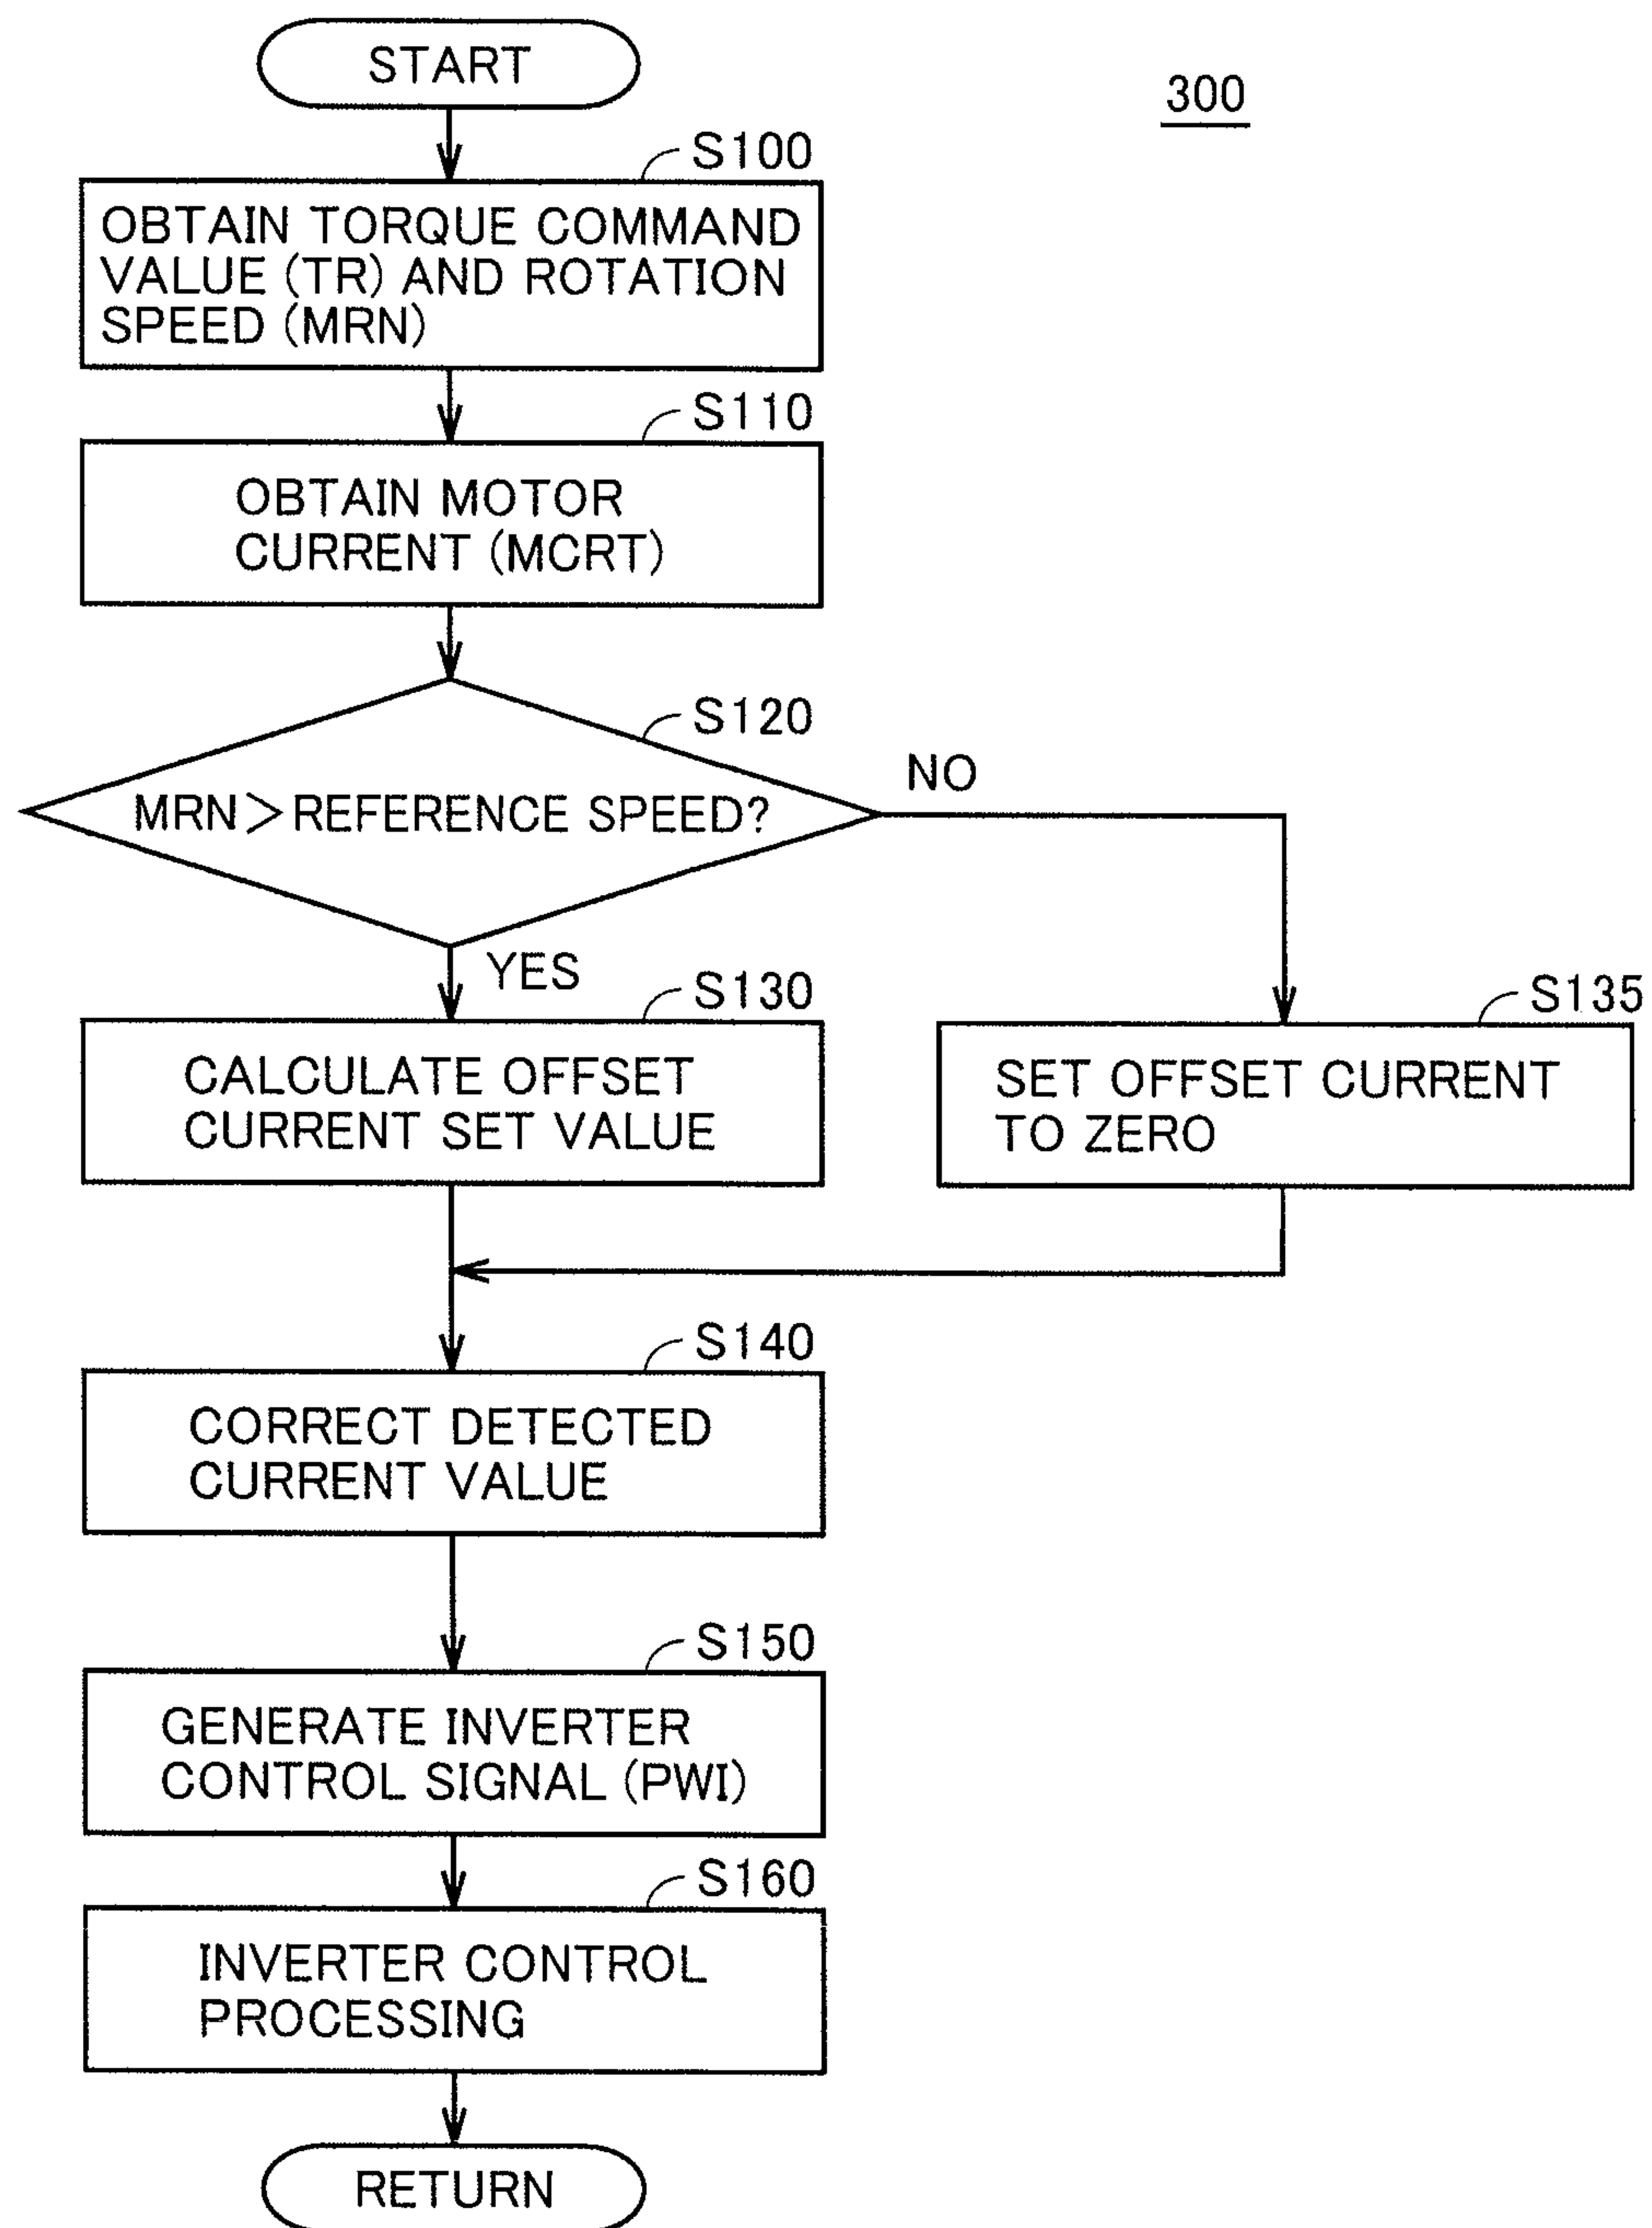 START
300
S100
OBTAIN TORQUE COMMAND
VALUE (TR) AND ROTATION
SPEED (MRN)
S110
OBTAIN MOTOR
CURRENT (MCRT)
S120
MRN>REFERENCE SPEED?
NO
YES
S130
CALCULATE OFFSET
CURRENT SET VALUE
S135
SET OFFSET CURRENT
TO ZERO
S140
CORRECT DETECTED
CURRENT VALUE
S150
GENERATE INVERTER
CONTROL SIGNAL (PWI)
S160
INVERTER CONTROL
PROCESSING
RETURN